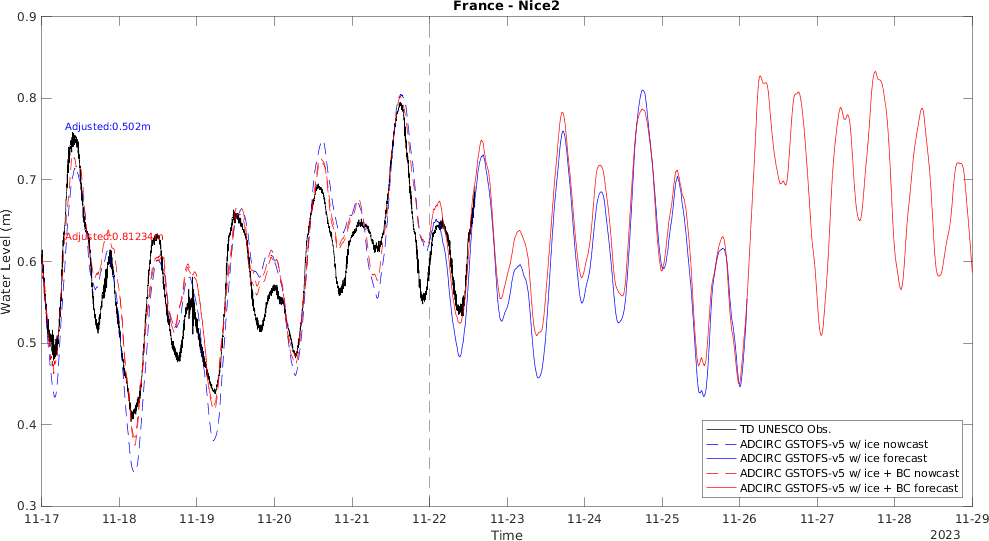 France - Nice2
0.9
0.8
0.7
0.6
0.5
0.4
0.3
Water Level (m)
Adjusted:0.502m
Adjusted:0.81234m
TD UNESCO Obs.
ADCIRC GSTOFS-v5 w/ ice nowcast
ADCIRC GSTOFS-v5 w/ ice forecast
ADCIRC GSTOFS-v5 w/ ice + BC nowcast
ADCIRC GSTOFS-v5 w/ ice + BC forecast
11-17 11-18 11-19 11-20 11-21 11-22 11-23 11-24 11-25 11-26 11-27 11-28 11-29
Time
2023